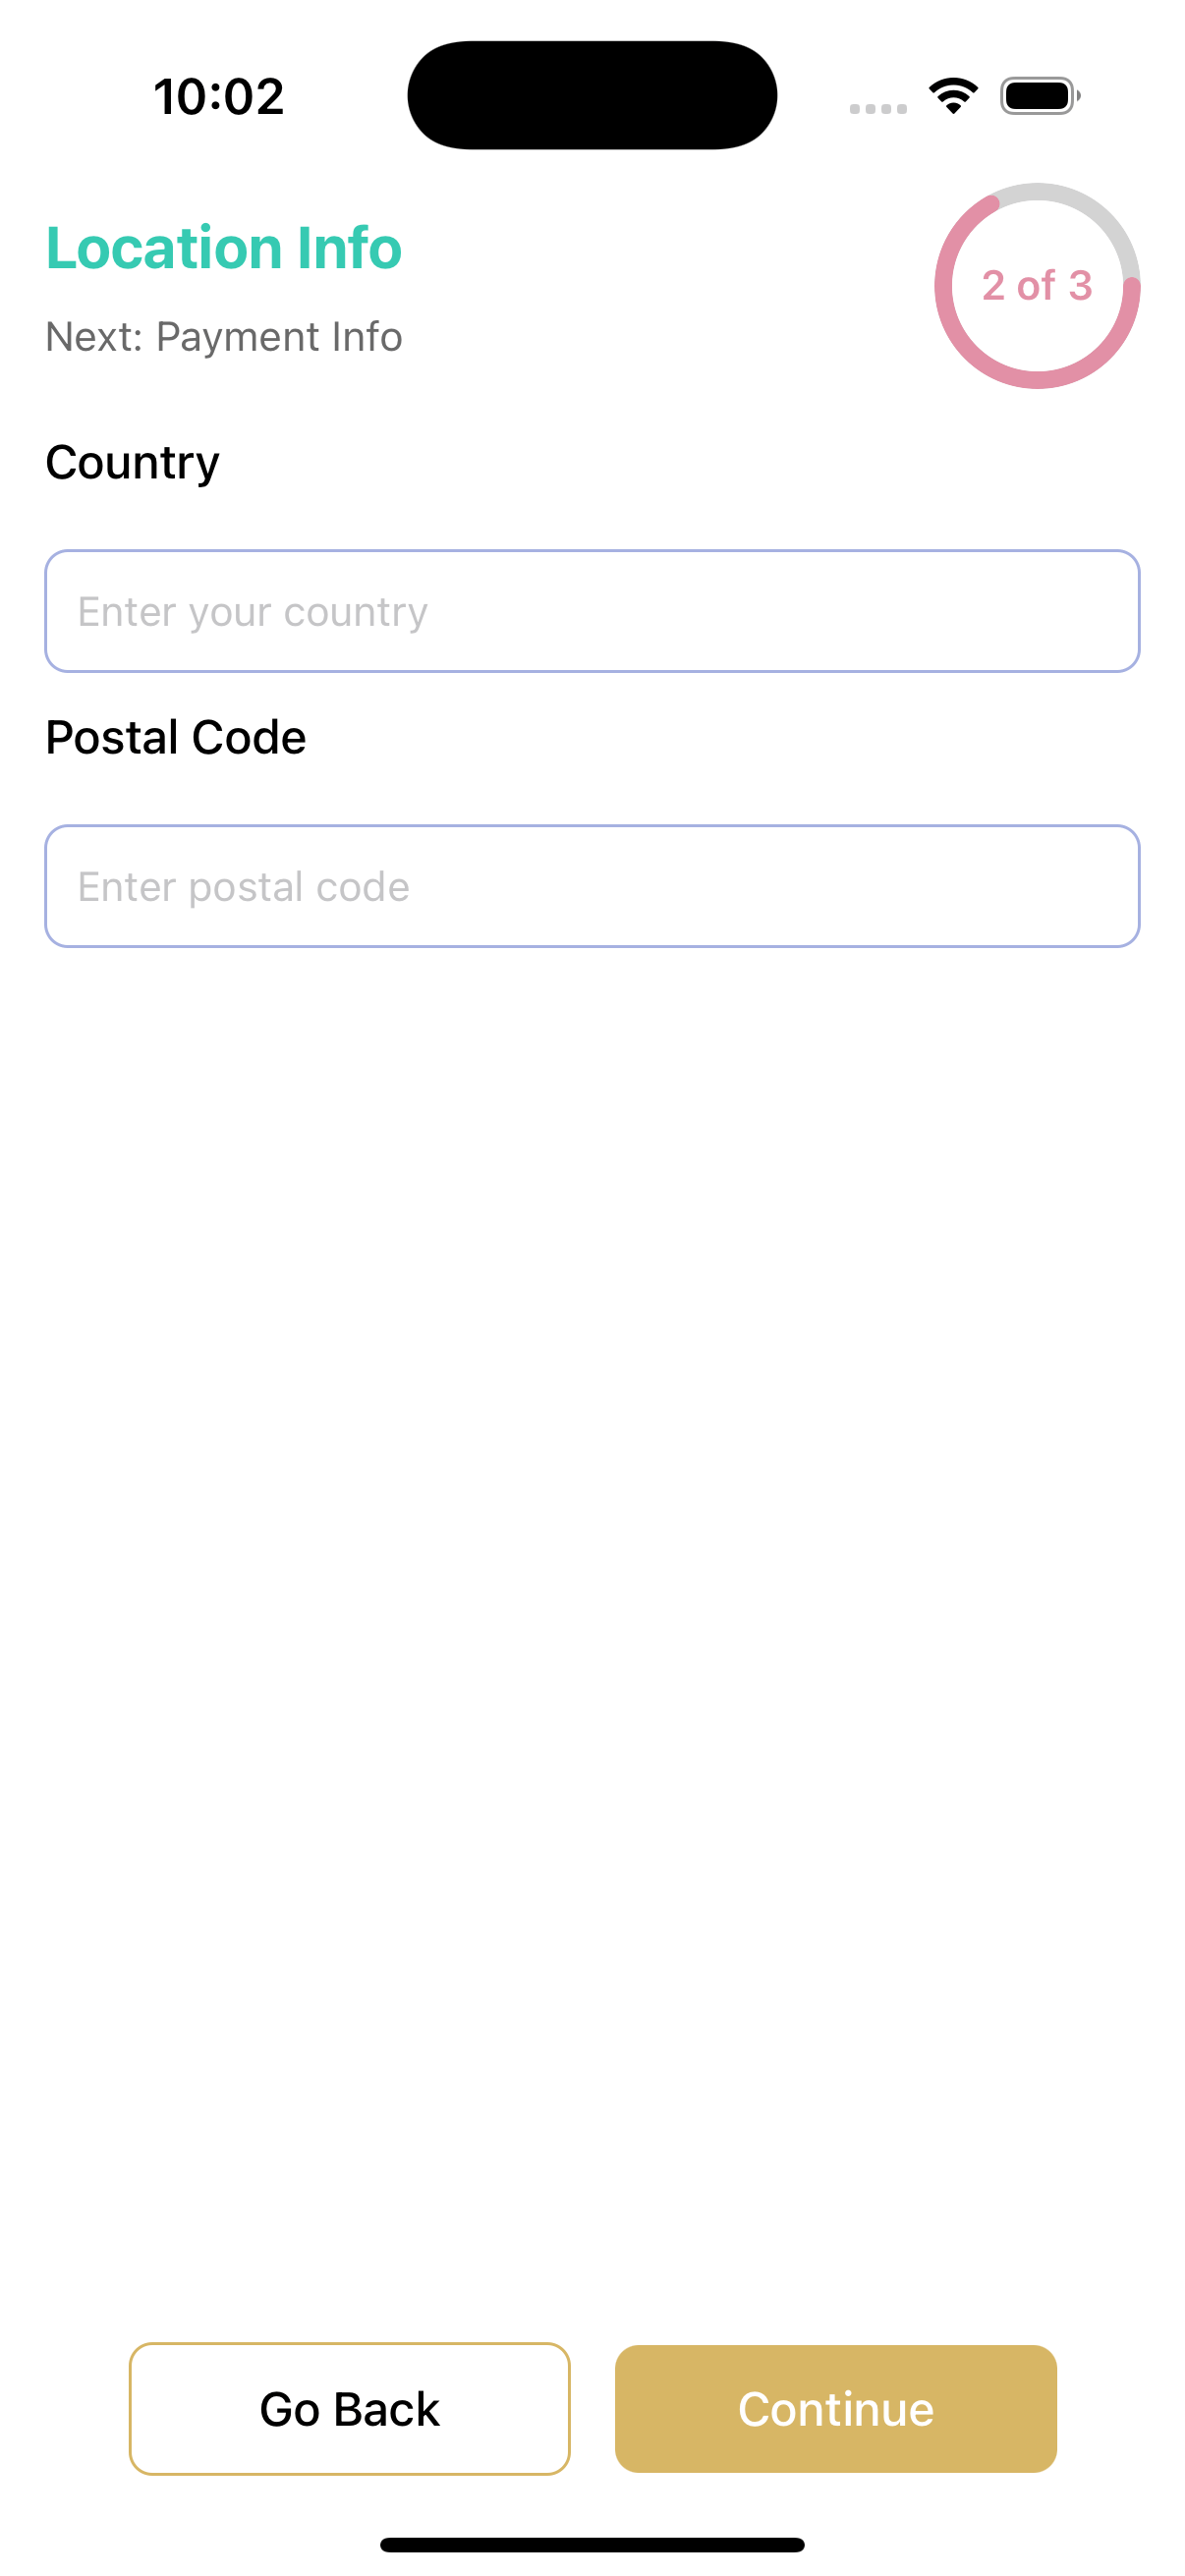 10:02
Location Info
2 of 3
Next: Payment Info
Country
Enter your country
Postal Code
Enter postal code
Go Back
Continue